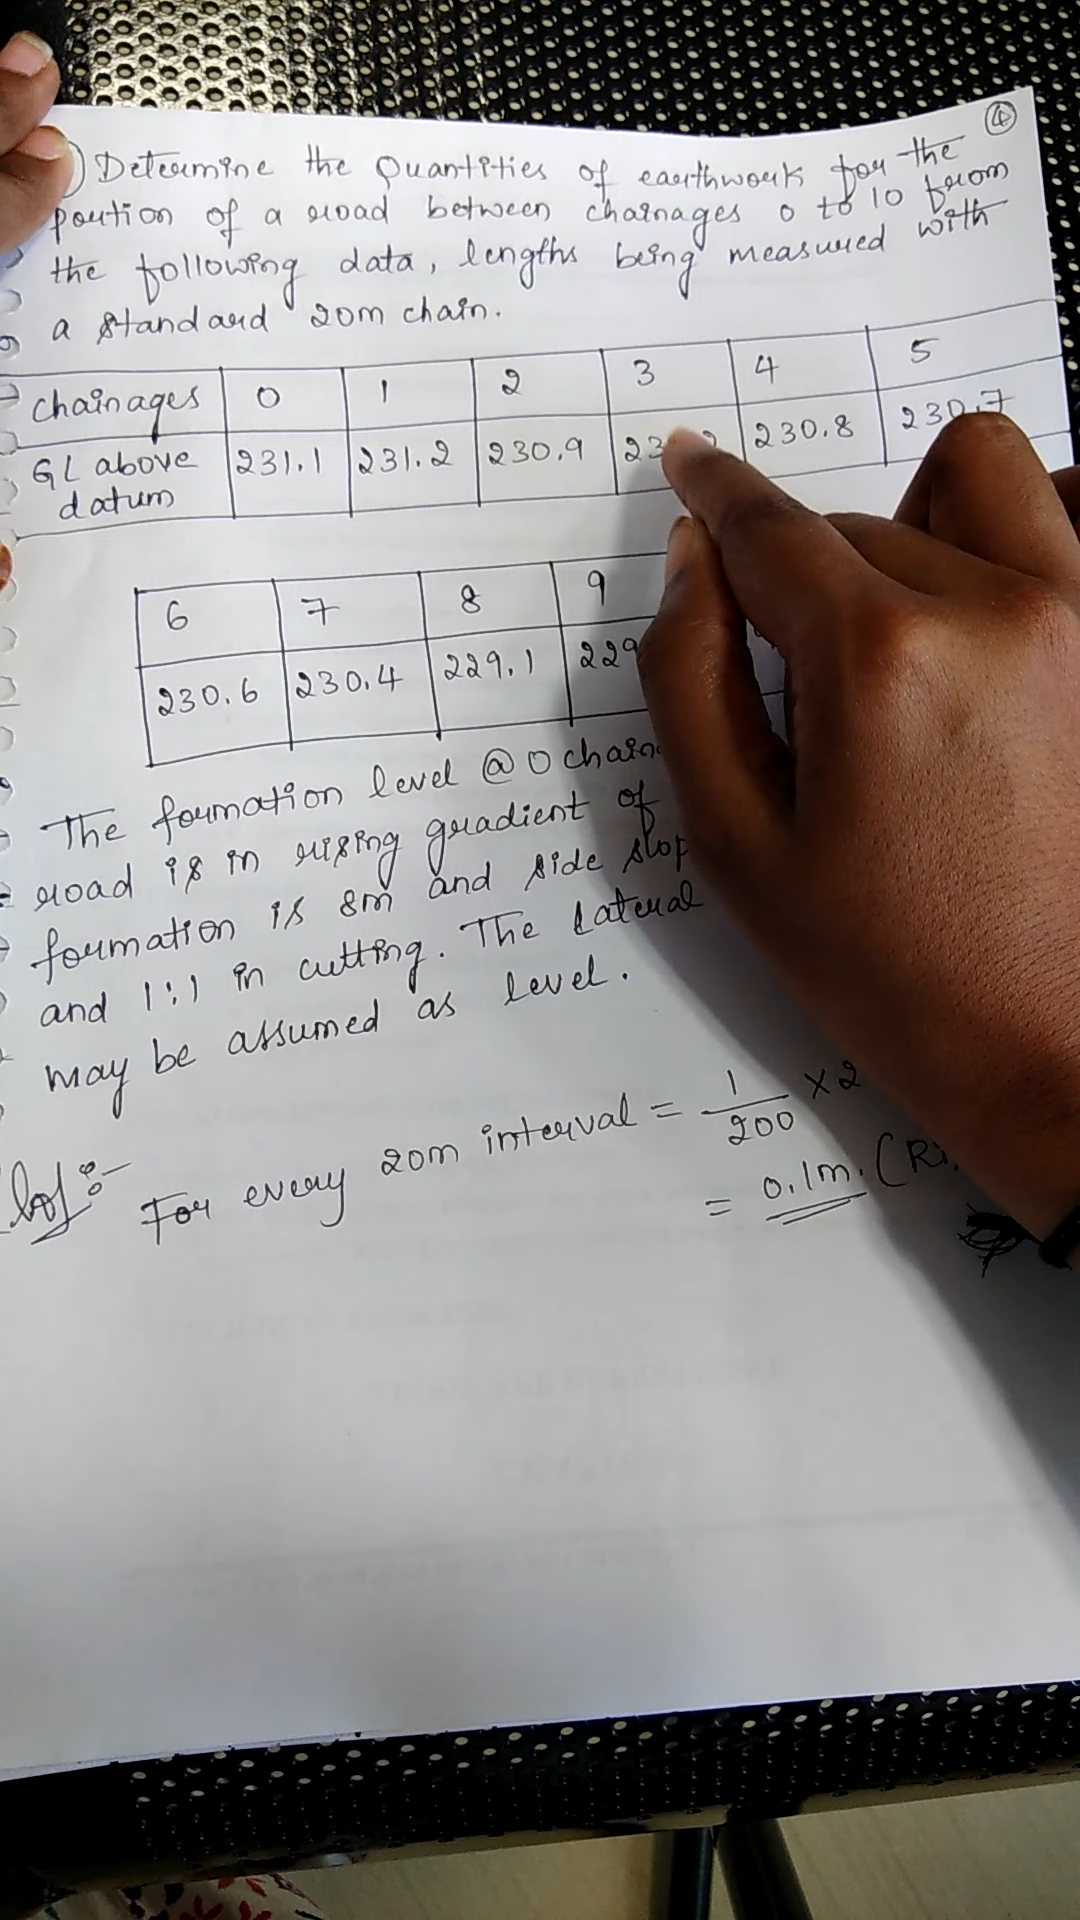 ④
) Determine the Quantities of earthwork for the
portion of a road between chainages 0 to 10 from
the following data, lengths being measured with
a standard 20m chain.
chainages 0 1 2 3 4 5
GL above datum 231.1 231.2 230.9 230.8 230.7
6 7 8 9
230.6 230.4 229.1 229
The formation level @ 0
road is in rising gradient of
formation is 8m and side
and 1:1 in cutting. The Lateral
may be assumed as level.
For every 20m interval = 1/200 × 2
= 0.1m.